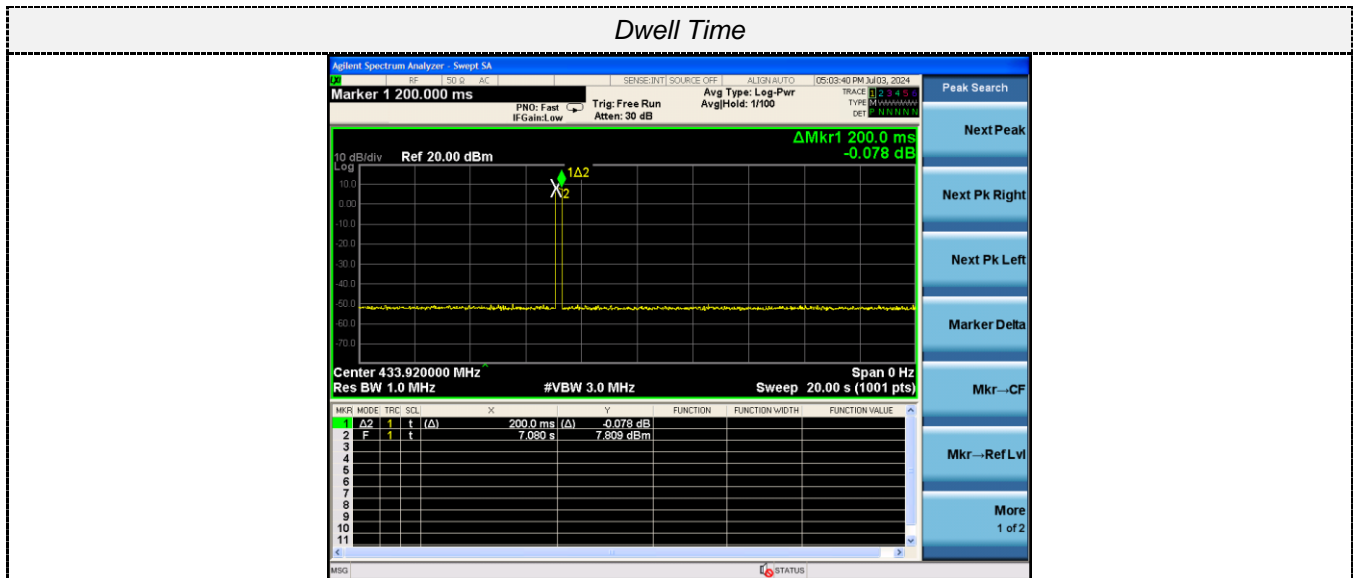 Dwell Time
Agilent Spectrum Analyzer - Swept SA
RF 50 Ω AC SENSE:INT SOURCE OFF ALIGN AUTO 05:03:40 PM Jul 03, 2024
Marker 1 200.000 ms
PNO: Fast
IFGain:Low
Trig: Free Run
Atten: 30 dB
Avg Type: Log-Pwr
Avg|Hold: 1/100
TRACE 1 2 3 4 5 6
TYPE M
DET P N N N N N
Peak Search
Next Peak
Next Pk Right
Next Pk Left
Marker Delta
Mkr→CF
Mkr→Ref Lvl
More
1 of 2
ΔMkr1 200.0 ms
-0.078 dB
10 dB/div Ref 20.00 dBm
Log
1Δ2
10.0
2
0.00
-10.0
-20.0
-30.0
-40.0
-50.0
-60.0
-70.0
Center 433.920000 MHz Span 0 Hz
Res BW 1.0 MHz #VBW 3.0 MHz Sweep 20.00 s (1001 pts)
MKR MODE TRC SCL X Y FUNCTION FUNCTION WIDTH FUNCTION VALUE
1 Δ2 1 t (Δ) 200.0 ms (Δ) -0.078 dB
2 F 1 t 7.080 s 7.809 dBm
3
4
5
6
7
8
9
10
11
MSG STATUS